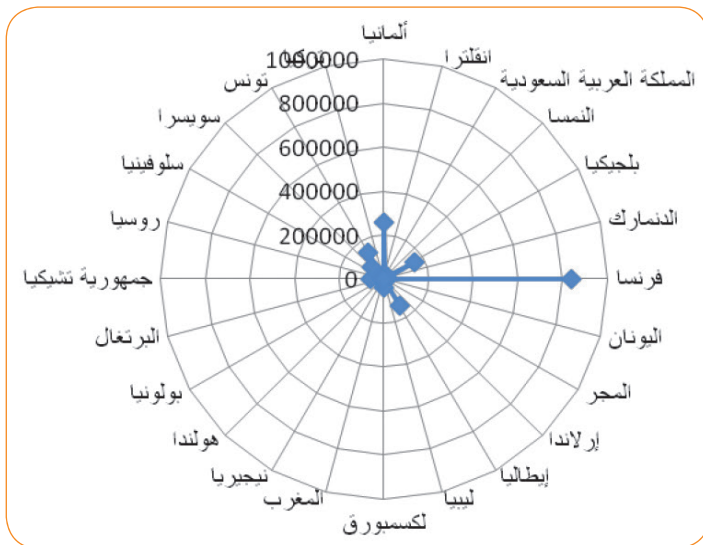 ألمانيا
انقلترا
المملكة العربية السعودية
النمسا
بلجيكيا
الدنمارك
فرنسا
اليونان
المجر
إرلاندا
إيطاليا
ليبيا
لكسمبورق
المغرب
نيجيريا
هولندا
بولونيا
البرتغال
جمهورية تشيكيا
روسيا
سلوفينيا
سويسرا
تونس
1000000
800000
600000
400000
200000
0